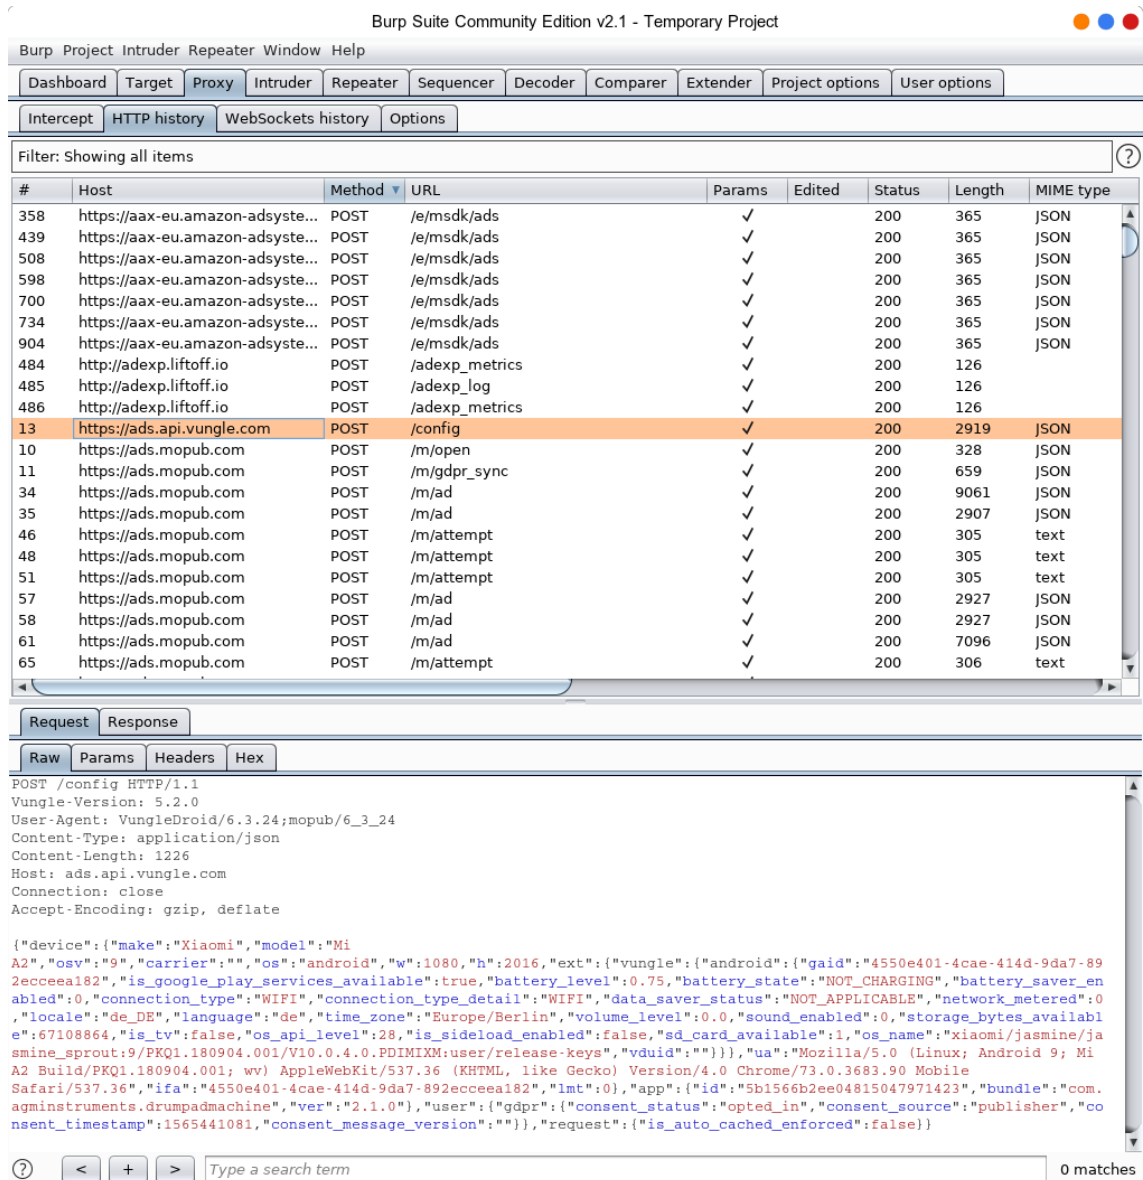 Burp Suite Community Edition v2.1 - Temporary Project
Burp Project Intruder Repeater Window Help
Dashboard Target Proxy Intruder Repeater Sequencer Decoder Comparer Extender Project options User options
Intercept HTTP history WebSockets history Options
Filter: Showing all items ?
# Host Method URL Params Edited Status Length MIME type
358 https://aax-eu.amazon-adsyste... POST /e/msdk/ads ✓ 200 365 JSON
439 https://aax-eu.amazon-adsyste... POST /e/msdk/ads ✓ 200 365 JSON
508 https://aax-eu.amazon-adsyste... POST /e/msdk/ads ✓ 200 365 JSON
598 https://aax-eu.amazon-adsyste... POST /e/msdk/ads ✓ 200 365 JSON
700 https://aax-eu.amazon-adsyste... POST /e/msdk/ads ✓ 200 365 JSON
734 https://aax-eu.amazon-adsyste... POST /e/msdk/ads ✓ 200 365 JSON
904 https://aax-eu.amazon-adsyste... POST /e/msdk/ads ✓ 200 365 JSON
484 http://adexp.liftoff.io POST /adexp_metrics ✓ 200 126
485 http://adexp.liftoff.io POST /adexp_log ✓ 200 126
486 http://adexp.liftoff.io POST /adexp_metrics ✓ 200 126
13 https://ads.api.vungle.com POST /config ✓ 200 2919 JSON
10 https://ads.mopub.com POST /m/open ✓ 200 328 JSON
11 https://ads.mopub.com POST /m/gdpr_sync ✓ 200 659 JSON
34 https://ads.mopub.com POST /m/ad ✓ 200 9061 JSON
35 https://ads.mopub.com POST /m/ad ✓ 200 2907 JSON
46 https://ads.mopub.com POST /m/attempt ✓ 200 305 text
48 https://ads.mopub.com POST /m/attempt ✓ 200 305 text
51 https://ads.mopub.com POST /m/attempt ✓ 200 305 text
57 https://ads.mopub.com POST /m/ad ✓ 200 2927 JSON
58 https://ads.mopub.com POST /m/ad ✓ 200 2927 JSON
61 https://ads.mopub.com POST /m/ad ✓ 200 7096 JSON
65 https://ads.mopub.com POST /m/attempt ✓ 200 306 text
Request Response
Raw Params Headers Hex
POST /config HTTP/1.1
Vungle-Version: 5.2.0
User-Agent: VungleDroid/6.3.24;mopub/6_3_24
Content-Type: application/json
Content-Length: 1226
Host: ads.api.vungle.com
Connection: close
Accept-Encoding: gzip, deflate
{"device":{"make":"Xiaomi","model":"Mi
A2","osv":"9","carrier":"","os":"android","w":1080,"h":2016,"ext":{"vungle":{"android":{"gaid":"4550e401-4cae-414d-9da7-89
2ecceea182","is_google_play_services_available":true,"battery_level":0.75,"battery_state":"NOT_CHARGING","battery_saver_en
abled":0,"connection_type":"WIFI","connection_type_detail":"WIFI","data_saver_status":"NOT_APPLICABLE","network_metered":0
,"locale":"de_DE","language":"de","time_zone":"Europe/Berlin","volume_level":0.0,"sound_enabled":0,"storage_bytes_availabl
e":67108864,"is_tv":false,"os_api_level":28,"is_sideload_enabled":false,"sd_card_available":1,"os_name":"xiaomi/jasmine/ja
smine_sprout:9/PKQ1.180904.001/V10.0.4.0.PDIMIXM:user/release-keys","vduid":""}}},"ua":"Mozilla/5.0 (Linux; Android 9; Mi
A2 Build/PKQ1.180904.001; wv) AppleWebKit/537.36 (KHTML, like Gecko) Version/4.0 Chrome/73.0.3683.90 Mobile
Safari/537.36","ifa":"4550e401-4cae-414d-9da7-892ecceea182","lmt":0},"app":{"id":"5b1566b2ee04815047971423","bundle":"com.
agminstruments.drumpadmachine","ver":"2.1.0"},"user":{"gdpr":{"consent_status":"opted_in","consent_source":"publisher","co
nsent_timestamp":1565441081,"consent_message_version":""}},"request":{"is_auto_cached_enforced":false}}
? < + > Type a search term 0 matches